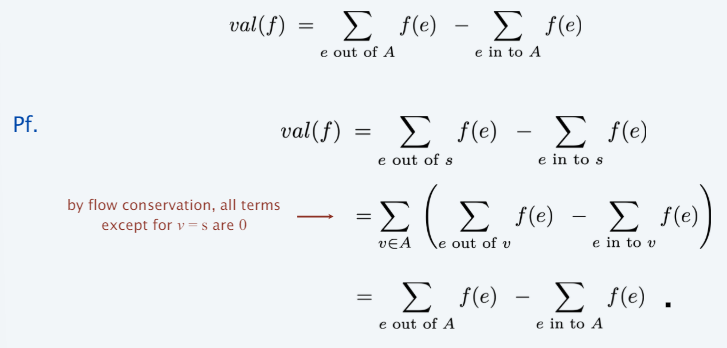 val(f) = ∑ f(e) − ∑ f(e)
e out of A e in to A
Pf.
val(f) = ∑ f(e) − ∑ f(e)
e out of s e in to s
by flow conservation, all terms
except for v = s are 0
= ∑ ( ∑ f(e) − ∑ f(e) )
v∈A e out of v e in to v
= ∑ f(e) − ∑ f(e) ▪
e out of A e in to A